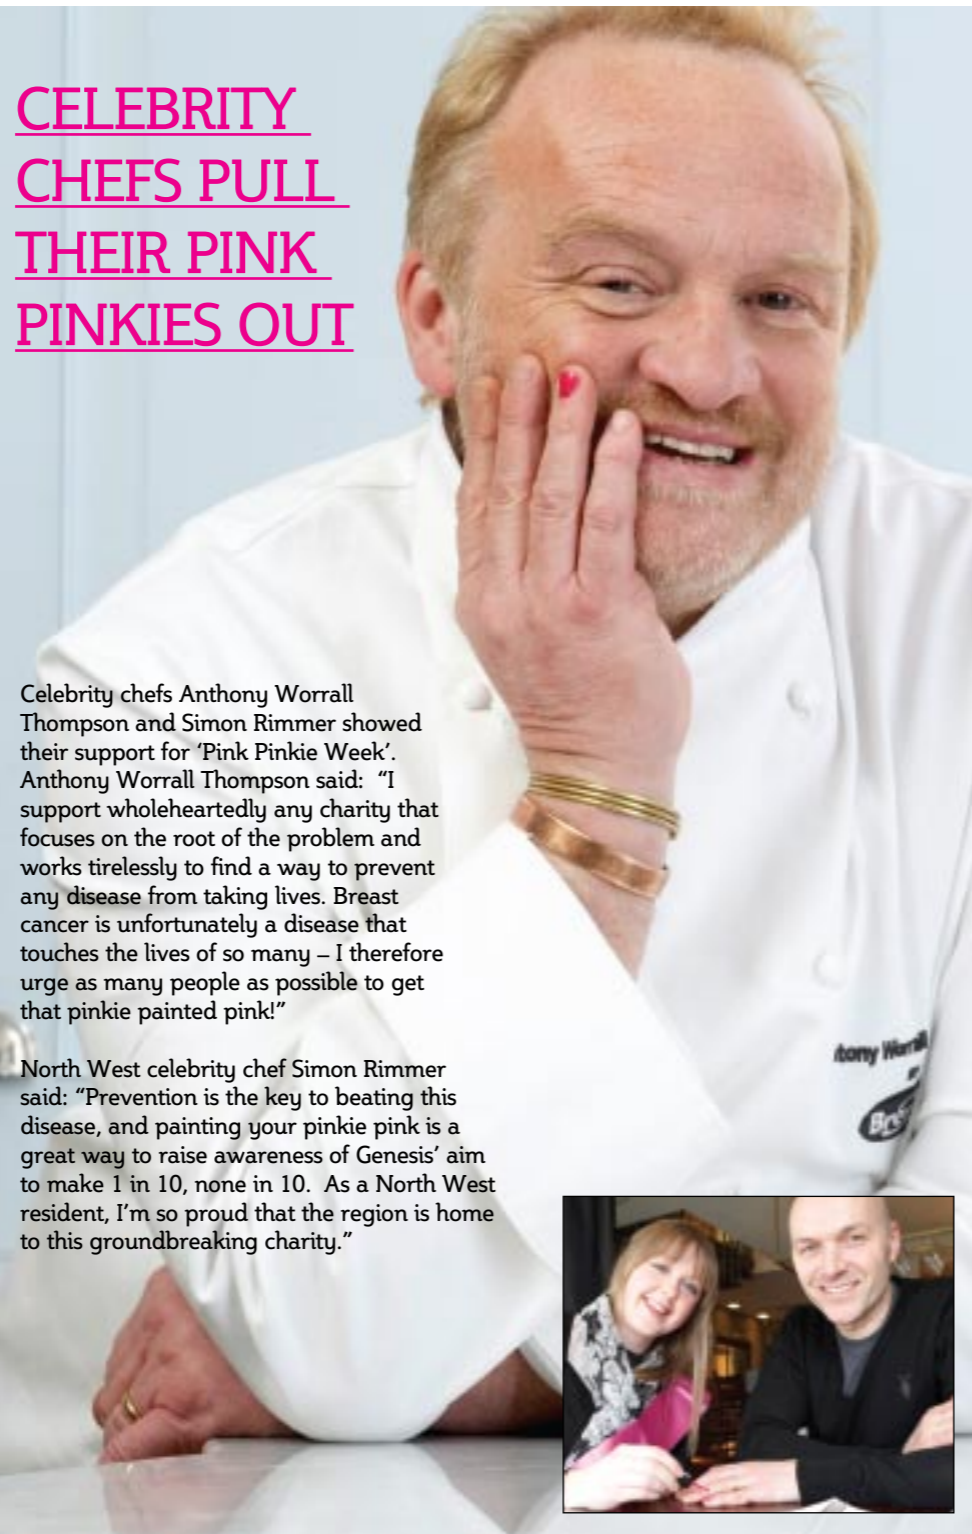 CELEBRITY
CHEFS PULL
THEIR PINK
PINKIES OUT
Celebrity chefs Anthony Worrall
Thompson and Simon Rimmer showed
their support for ‘Pink Pinkie Week’.
Anthony Worrall Thompson said:  “I
support wholeheartedly any charity that
focuses on the root of the problem and
works tirelessly to find a way to prevent
any disease from taking lives. Breast
cancer is unfortunately a disease that
touches the lives of so many – I therefore
urge as many people as possible to get
that pinkie painted pink!”
North West celebrity chef Simon Rimmer
said: “Prevention is the key to beating this
disease, and painting your pinkie pink is a
great way to raise awareness of Genesis’ aim
to make 1 in 10, none in 10.  As a North West
resident, I’m so proud that the region is home
to this groundbreaking charity.”